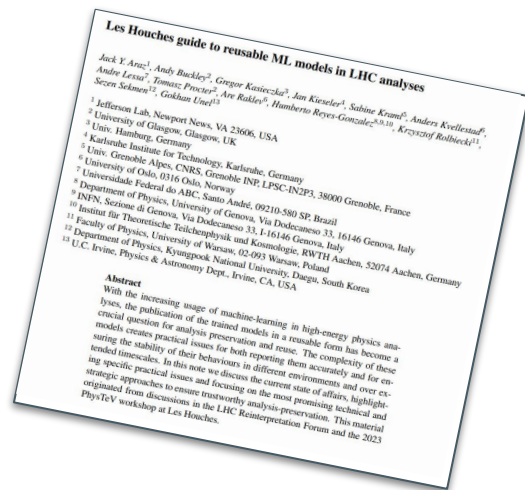 Les Houches guide to reusable ML models in LHC analyses
Jack Y. Araz¹, Andy Buckley², Gregor Kasieczka³, Jan Kieseler⁴, Sabine Kraml⁵, Anders Kvellestad⁶,
Andre Lessa⁷, Tomasz Procter², Are Raklev⁶, Humberto Reyes-Gonzalez⁸,⁹,¹⁰, Krzysztof Rolbiecki¹¹,
Sezen Sekmen¹², Gokhan Unel¹³
¹ Jefferson Lab, Newport News, VA 23606, USA
² University of Glasgow, Glasgow, UK
³ Univ. Hamburg, Germany
⁴ Karlsruhe Institute for Technology, Karlsruhe, Germany
⁵ Univ. Grenoble Alpes, CNRS, Grenoble INP, LPSC-IN2P3, 38000 Grenoble, France
⁶ University of Oslo, 0316 Oslo, Norway
⁷ Universidade Federal do ABC, Santo André, 09210-580 SP, Brazil
⁸ Department of Physics, University of Genova, Via Dodecaneso 33, 16146 Genova, Italy
⁹ INFN, Sezione di Genova, Via Dodecaneso 33, I-16146 Genova, Italy
¹⁰ Institut für Theoretische Teilchenphysik und Kosmologie, RWTH Aachen, 52074 Aachen, Germany
¹¹ Faculty of Physics, University of Warsaw, 02-093 Warsaw, Poland
¹² Department of Physics, Kyungpook National University, Daegu, South Korea
¹³ U.C. Irvine, Physics & Astronomy Dept., Irvine, CA, USA
Abstract
With the increasing usage of machine-learning in high-energy physics ana-
lyses, the publication of the trained models in a reusable form has become a
crucial question for analysis preservation and reuse. The complexity of these
models creates practical issues for both reporting them accurately and for en-
suring the stability of their behaviours in different environments and over ex-
tended timescales. In this note we discuss the current state of affairs, highlight-
ing specific practical issues and focusing on the most promising technical and
strategic approaches to ensure trustworthy analysis-preservation. This material
originated from discussions in the LHC Reinterpretation Forum and the 2023
PhysTeV workshop at Les Houches.